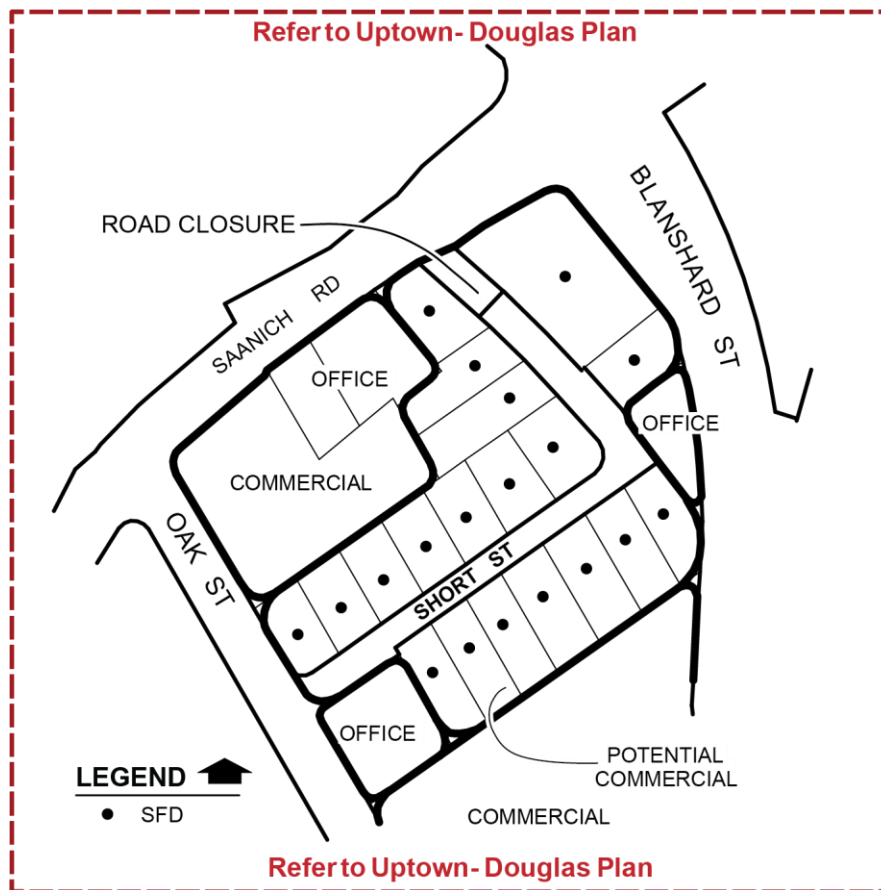 Refer to Uptown- Douglas Plan
BLANSHARD ST
ROAD CLOSURE
SAANICH RD
OFFICE
OFFICE
COMMERCIAL
OAK ST
SHORT ST
OFFICE
POTENTIAL
COMMERCIAL
LEGEND
SFD
COMMERCIAL
Refer to Uptown- Douglas Plan